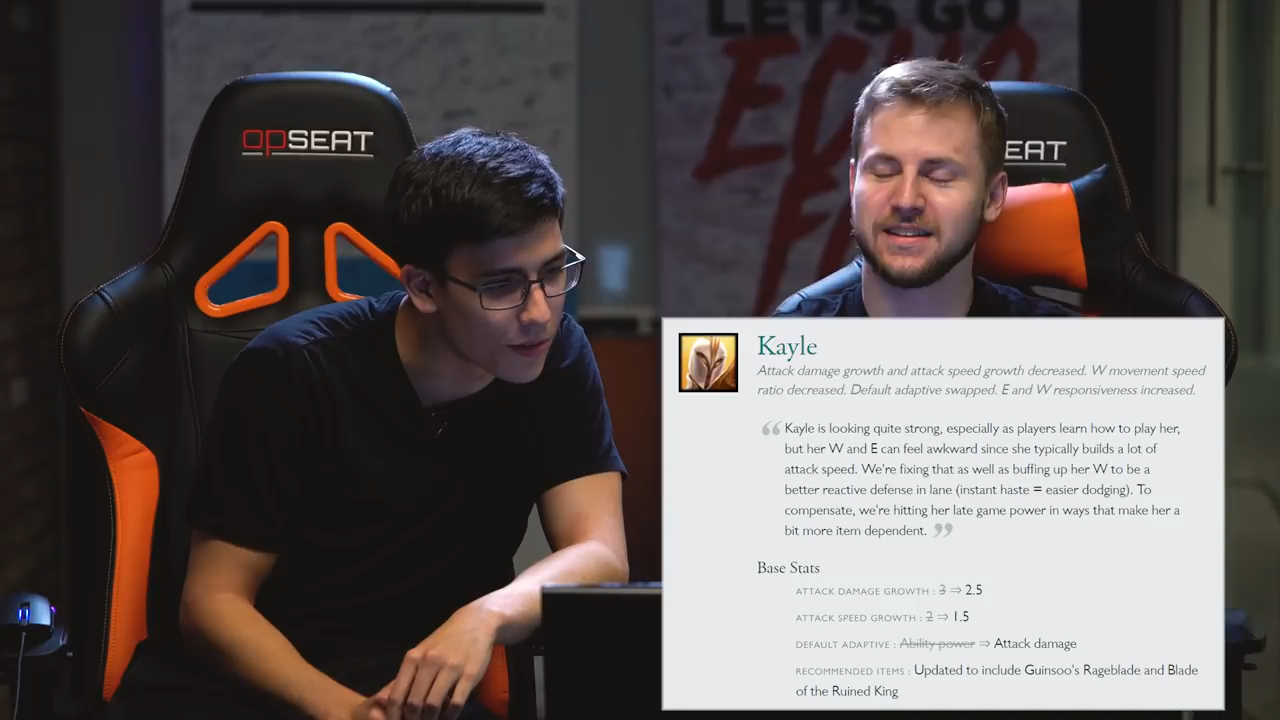 LET'S GO
ECHO
opSEAT
EAT
Kayle
Attack damage growth and attack speed growth decreased. W movement speed
ratio decreased. Default adaptive swapped. E and W responsiveness increased.
“ Kayle is looking quite strong, especially as players learn how to play her,
but her W and E can feel awkward since she typically builds a lot of
attack speed. We're fixing that as well as buffing up her W to be a
better reactive defense in lane (instant haste = easier dodging). To
compensate, we're hitting her late game power in ways that make her a
bit more item dependent. ”
Base Stats
ATTACK DAMAGE GROWTH : 3 ⇒ 2.5
ATTACK SPEED GROWTH : 2 ⇒ 1.5
DEFAULT ADAPTIVE : Ability power ⇒ Attack damage
RECOMMENDED ITEMS : Updated to include Guinsoo's Rageblade and Blade
of the Ruined King